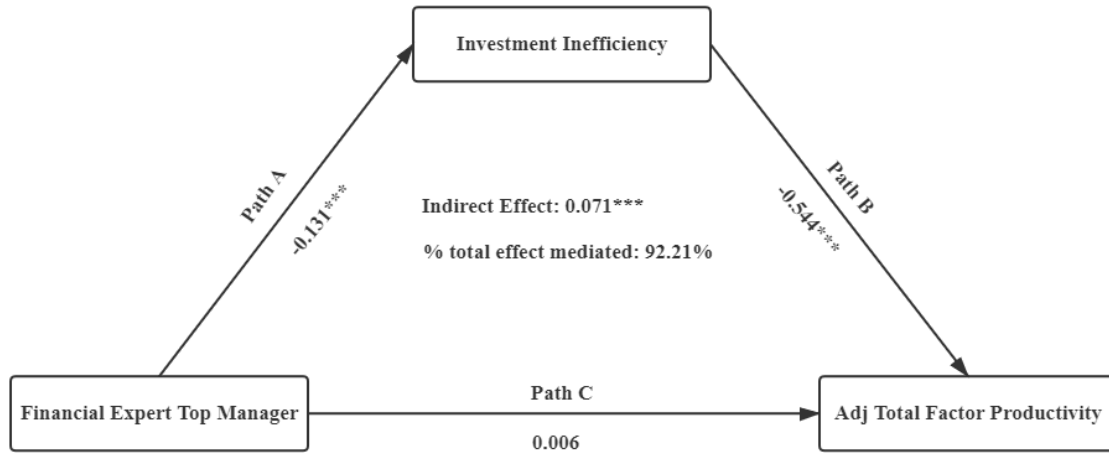 Investment Inefficiency
Path A
-0.131***
Path B
-0.544***
Indirect Effect: 0.071***
% total effect mediated: 92.21%
Financial Expert Top Manager
Path C
0.006
Adj Total Factor Productivity